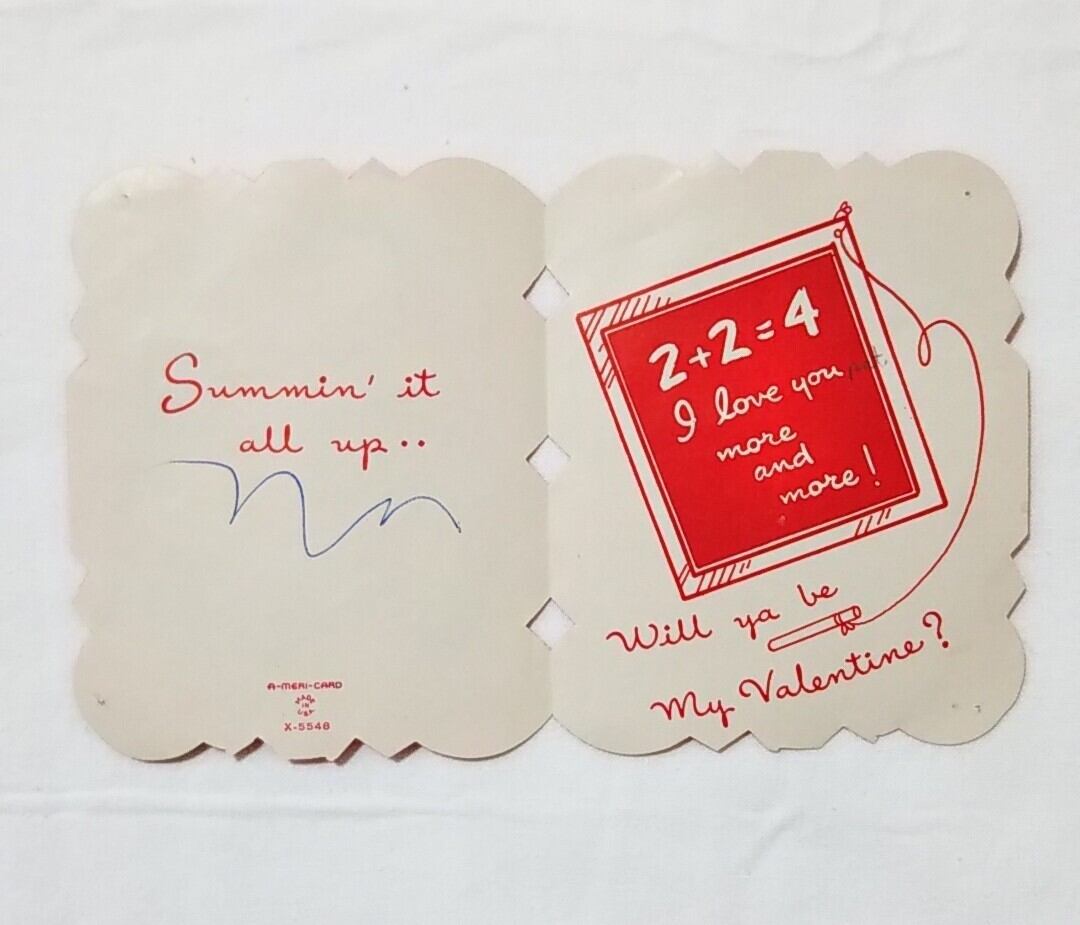 Summin' it
all up..
A-MERI-CARD
MADE
IN
USA
X-5548
2+2=4
I love you
more
and
more!
Will ya be
My Valentine?